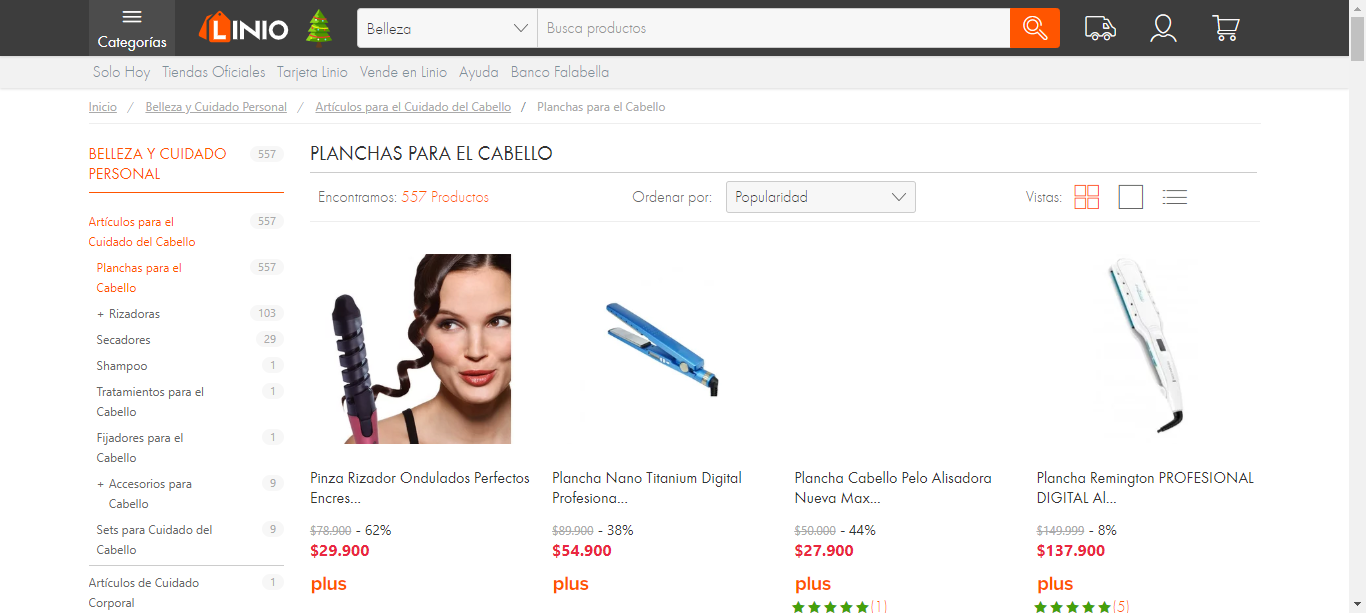 Categorías
LINIO
Belleza
Busca productos
Solo Hoy Tiendas Oficiales Tarjeta Linio Vende en Linio Ayuda Banco Falabella
Inicio / Belleza y Cuidado Personal / Artículos para el Cuidado del Cabello / Planchas para el Cabello
BELLEZA Y CUIDADO PERSONAL 557
Artículos para el Cuidado del Cabello 557
Planchas para el Cabello 557
+ Rizadoras 103
Secadores 29
Shampoo 1
Tratamientos para el Cabello 1
Fijadores para el Cabello 1
+ Accesorios para Cabello 9
Sets para Cuidado del Cabello 9
Artículos de Cuidado Corporal 1
PLANCHAS PARA EL CABELLO
Encontramos: 557 Productos
Ordenar por: Popularidad
Vistas:
Pinza Rizador Ondulados Perfectos
Encres...
$78.900 - 62%
$29.900
plus
Plancha Nano Titanium Digital
Profesiona...
$89.900 - 38%
$54.900
plus
Plancha Cabello Pelo Alisadora
Nueva Max...
$50.000 - 44%
$27.900
plus
(1)
Plancha Remington PROFESIONAL
DIGITAL Al...
$149.999 - 8%
$137.900
plus
(5)